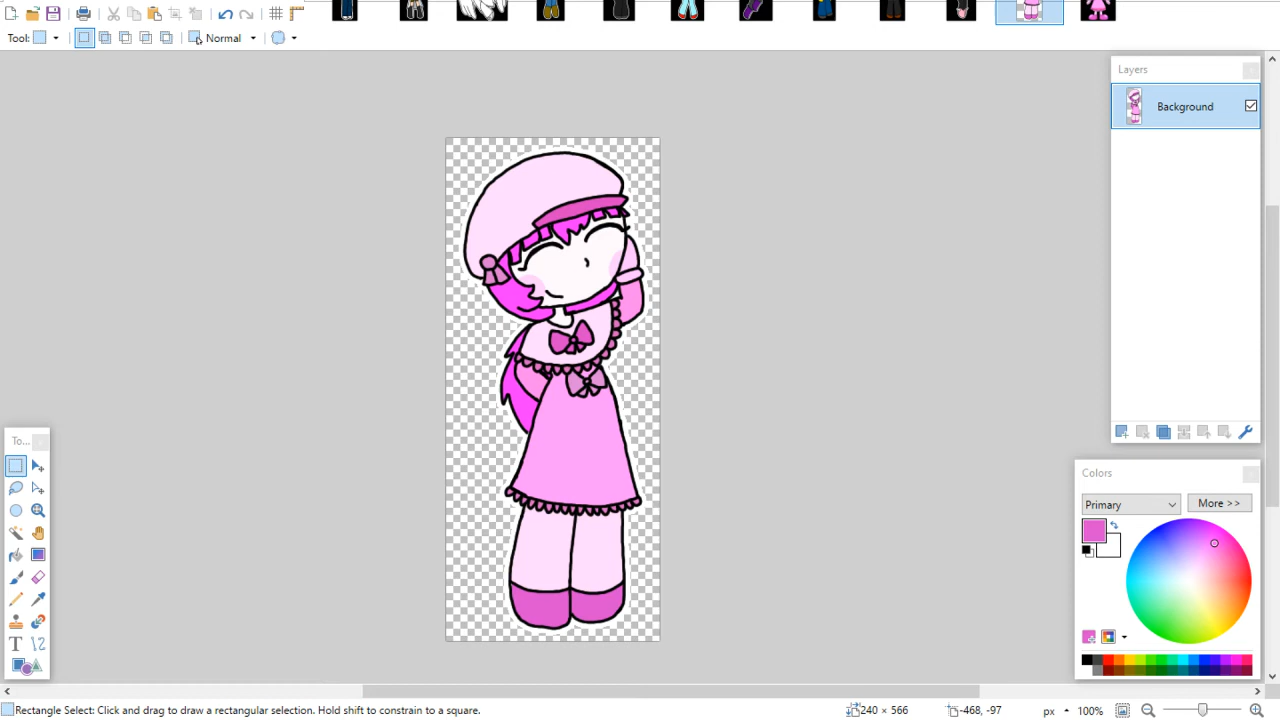 Tool:
Normal
Layers
Background
To...
Colors
Primary
More >>
T
Rectangle Select: Click and drag to draw a rectangular selection. Hold shift to constrain to a square.
240 × 566
-468, -97
px
100%